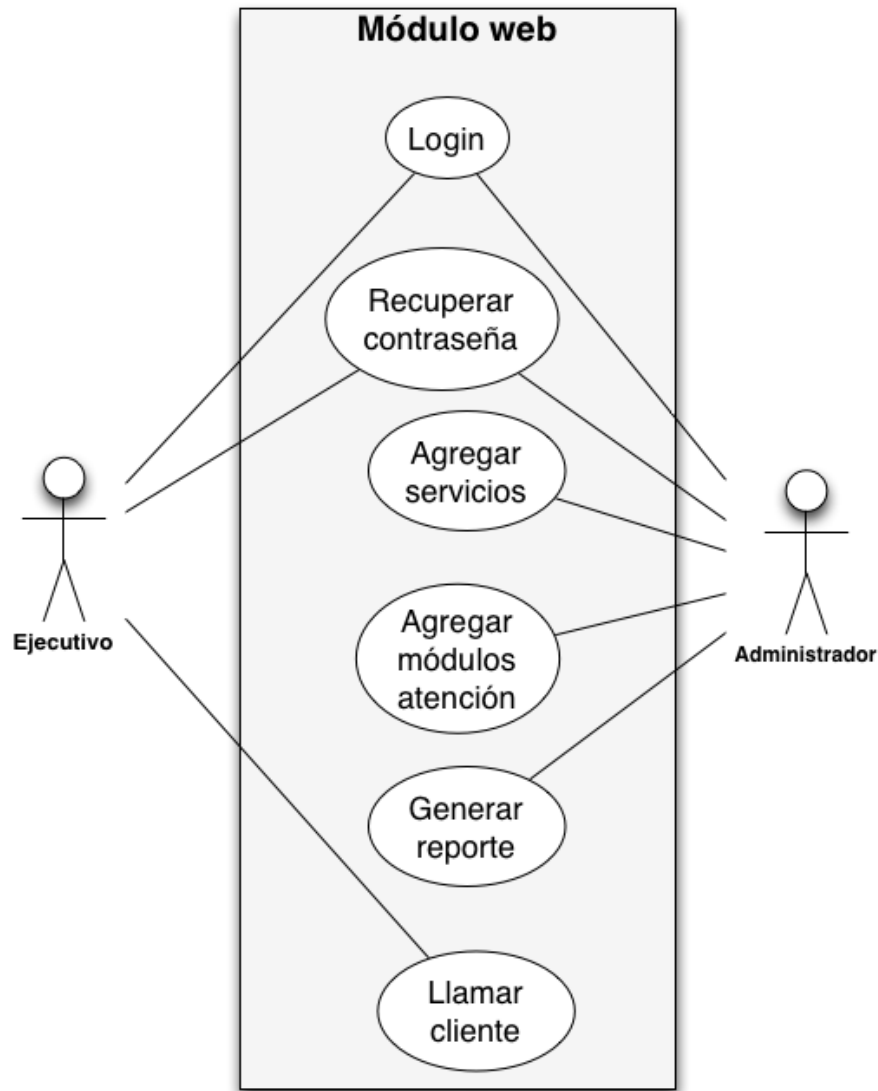 Módulo web
Login
Recuperar
contraseña
Agregar
servicios
Ejecutivo
Agregar
módulos
atención
Administrador
Generar
reporte
Llamar
cliente